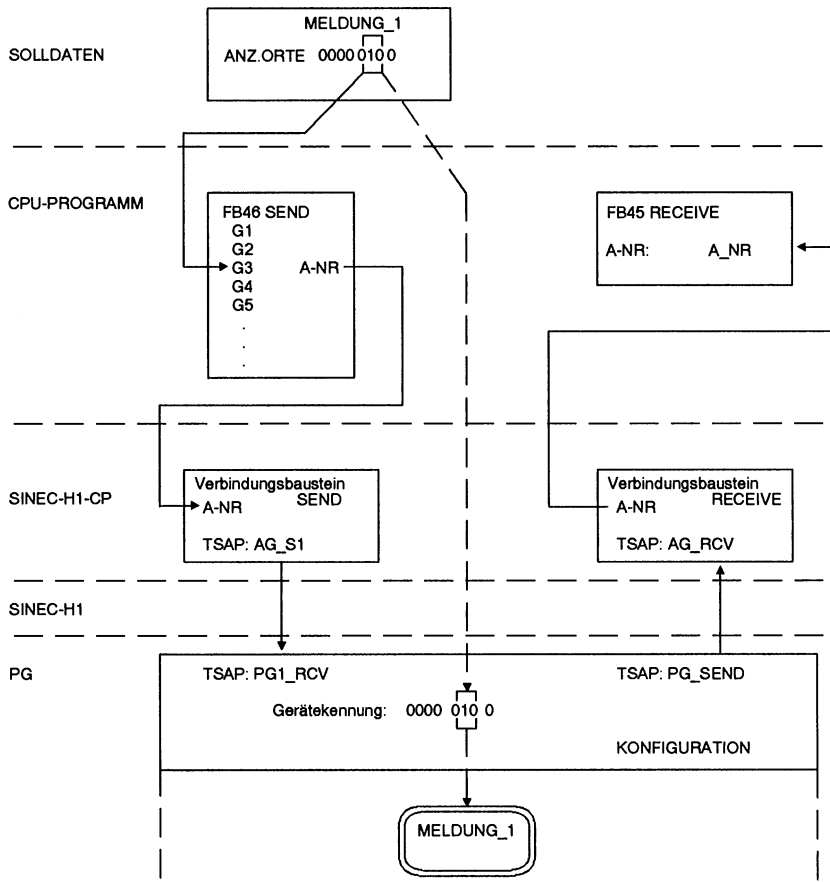 MELDUNG_1
SOLLDATEN
ANZ.ORTE 0000 010 0
CPU-PROGRAMM
FB46 SEND
G1
G2
G3 A-NR
G4
G5
.
.
.
FB45 RECEIVE
A-NR: A_NR
SINEC-H1-CP
Verbindungsbaustein
SEND
A-NR
TSAP: AG_S1
Verbindungsbaustein
RECEIVE
A-NR
TSAP: AG_RCV
SINEC-H1
PG
TSAP: PG1_RCV
TSAP: PG_SEND
Gerätekennung: 0000 010 0
KONFIGURATION
MELDUNG_1